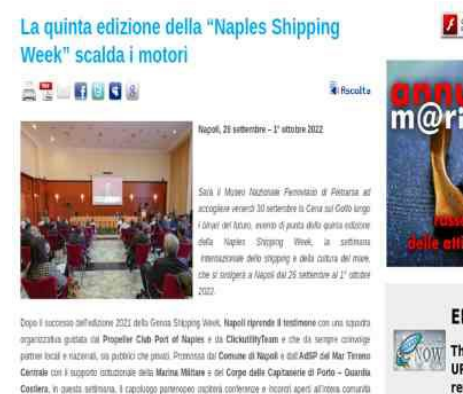 La quinta edizione della “Naples Shipping
Week” scalda i motori
Ascolta
Napoli, 26 settembre – 1° ottobre 2022
Sarà il Museo Nazionale Ferroviario di Pietrarsa ad
accogliere venerdì 30 settembre la Cena sul Golfo lungo
i binari del futuro, evento di punta della quinta edizione
della Naples Shipping Week, la settimana
internazionale dello shipping e della cultura del mare,
che si svolgerà a Napoli dal 26 settembre al 1° ottobre
2022.
Dopo il successo dell'edizione 2021 della Genoa Shipping Week, Napoli riprende il testimone con una squadra
organizzativa guidata dal Propeller Club Port of Naples e da ClickutilityTeam e che da sempre coinvolge
partner locali e nazionali, sia pubblici che privati. Promossa dal Comune di Napoli e dall'AdSP del Mar Tirreno
Centrale con il supporto istituzionale della Marina Militare e del Corpo delle Capitanerie di Porto – Guardia
Costiera, in questa settimana, il capoluogo partenopeo ospiterà conferenze e incontri aperti all'intera comunità
m@ri
delle atti
NOW
Th
re